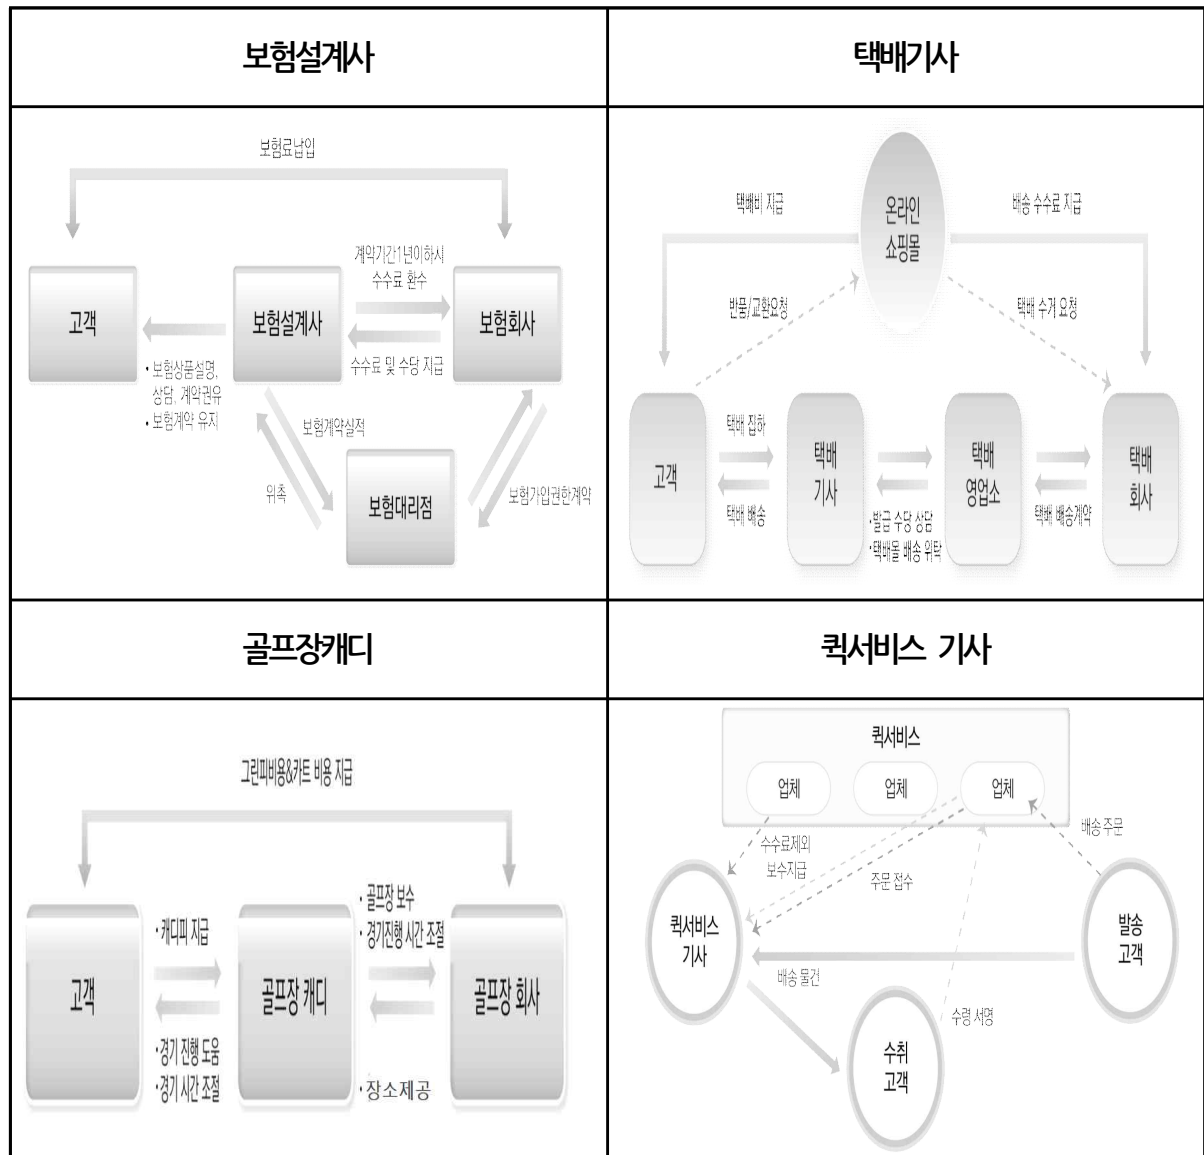 보험설계사
택배기사
보험료납입
계약기간1년이하시
수수료 환수
고객
보험설계사
보험회사
• 보험상품설명,
상담, 계약권유
• 보험계약 유지
수수료 및 수당 지급
보험계약실적
위촉
보험대리점
보험가입권한계약
온라인
쇼핑몰
택배비 지급
배송 수수료 지급
반품/교환요청
택배 수거 요청
고객
택배 집하
택배 배송
택배
기사
•발급 수당 상담
•택배물 배송 위탁
택배
영업소
택배 배송계약
택배
회사
골프장캐디
퀵서비스 기사
그린피비용&카트 비용 지급
고객
• 캐디피 지급
•경기 진행 도움
•경기 시간 조절
골프장 캐디
• 골프장 보수
• 경기진행 시간 조절
• 장소제공
골프장 회사
퀵서비스
업체
업체
업체
수수료제외
보수지급
주문 접수
배송 주문
퀵서비스
기사
발송
고객
배송 물건
수령 서명
수취
고객